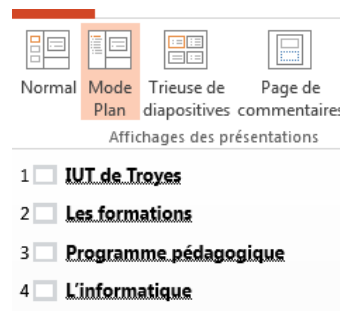 Normal Mode Plan Trieuse de diapositives Page de commentaires
Affichages des présentations
1 IUT de Troyes
2 Les formations
3 Programme pédagogique
4 L'informatique